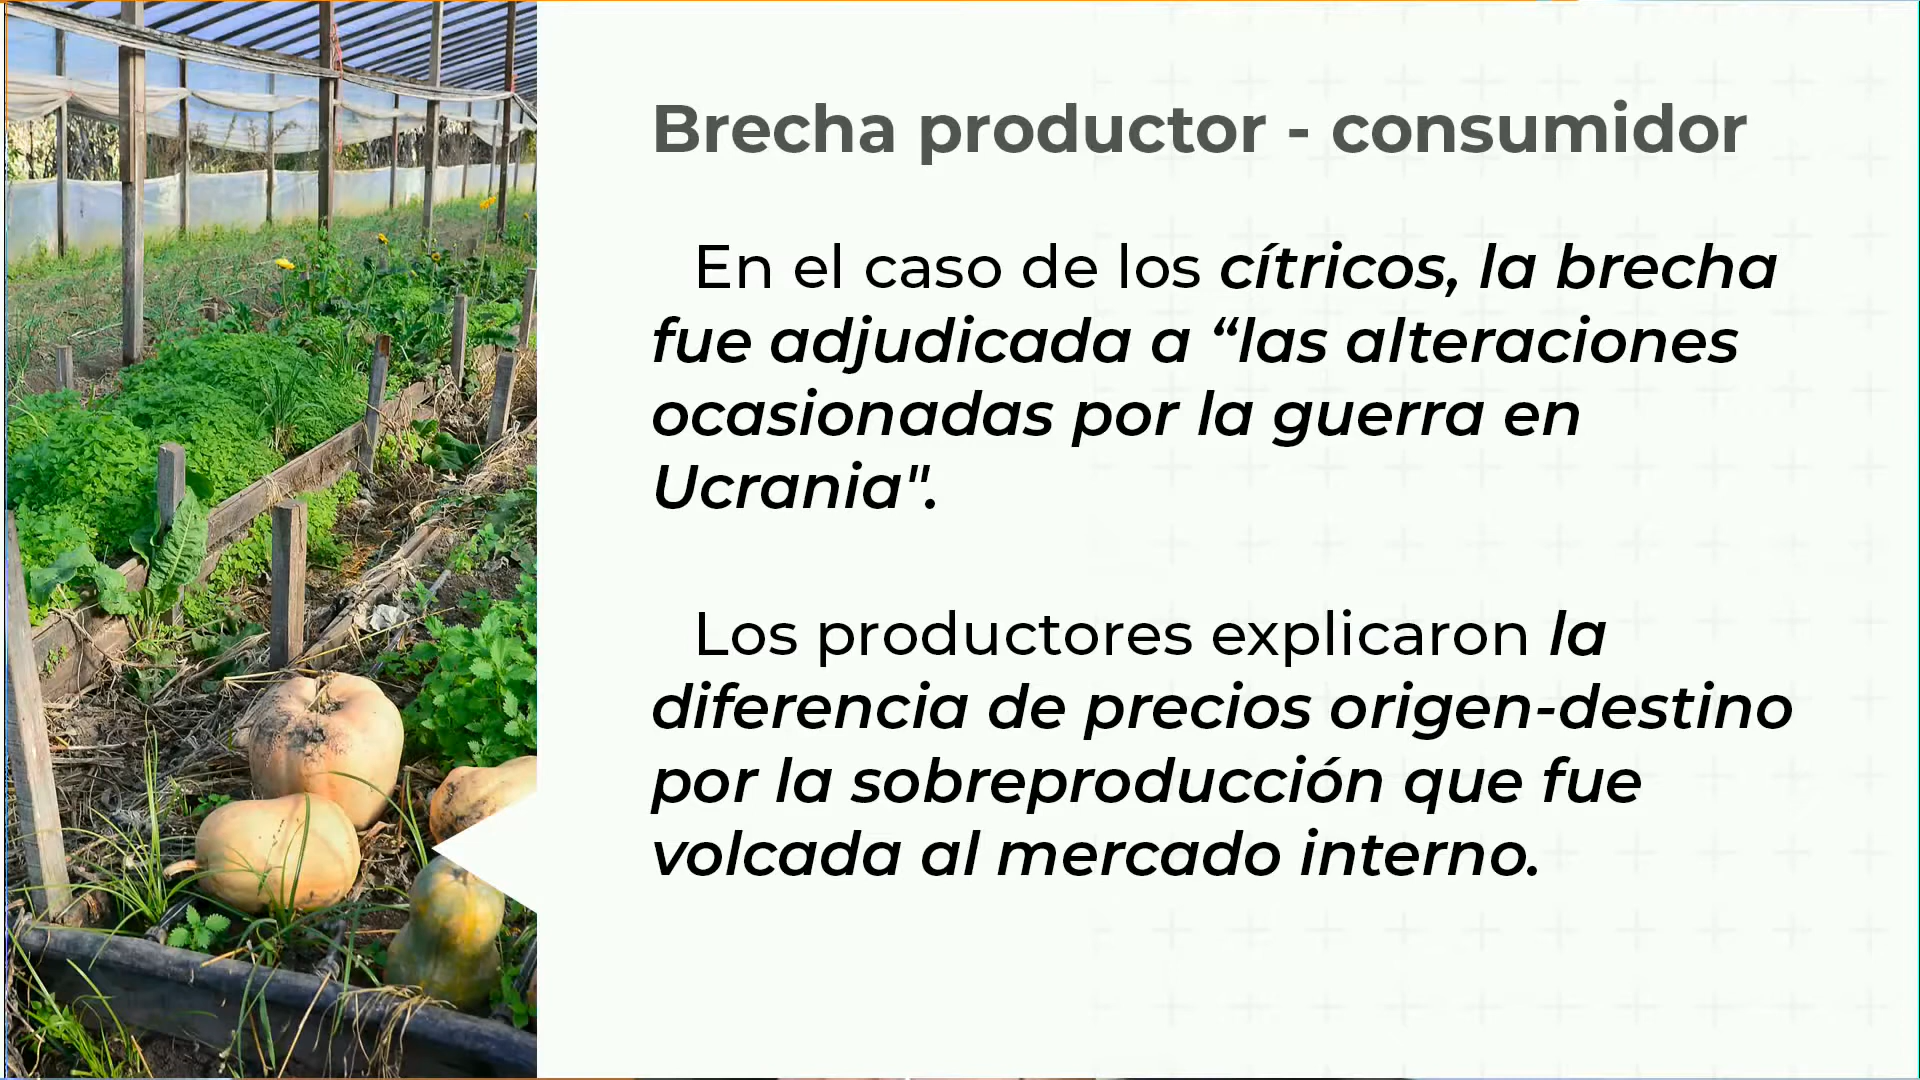 Brecha productor - consumidor
En el caso de los cítricos, la brecha
fue adjudicada a “las alteraciones
ocasionadas por la guerra en
Ucrania".
Los productores explicaron la
diferencia de precios origen-destino
por la sobreproducción que fue
volcada al mercado interno.